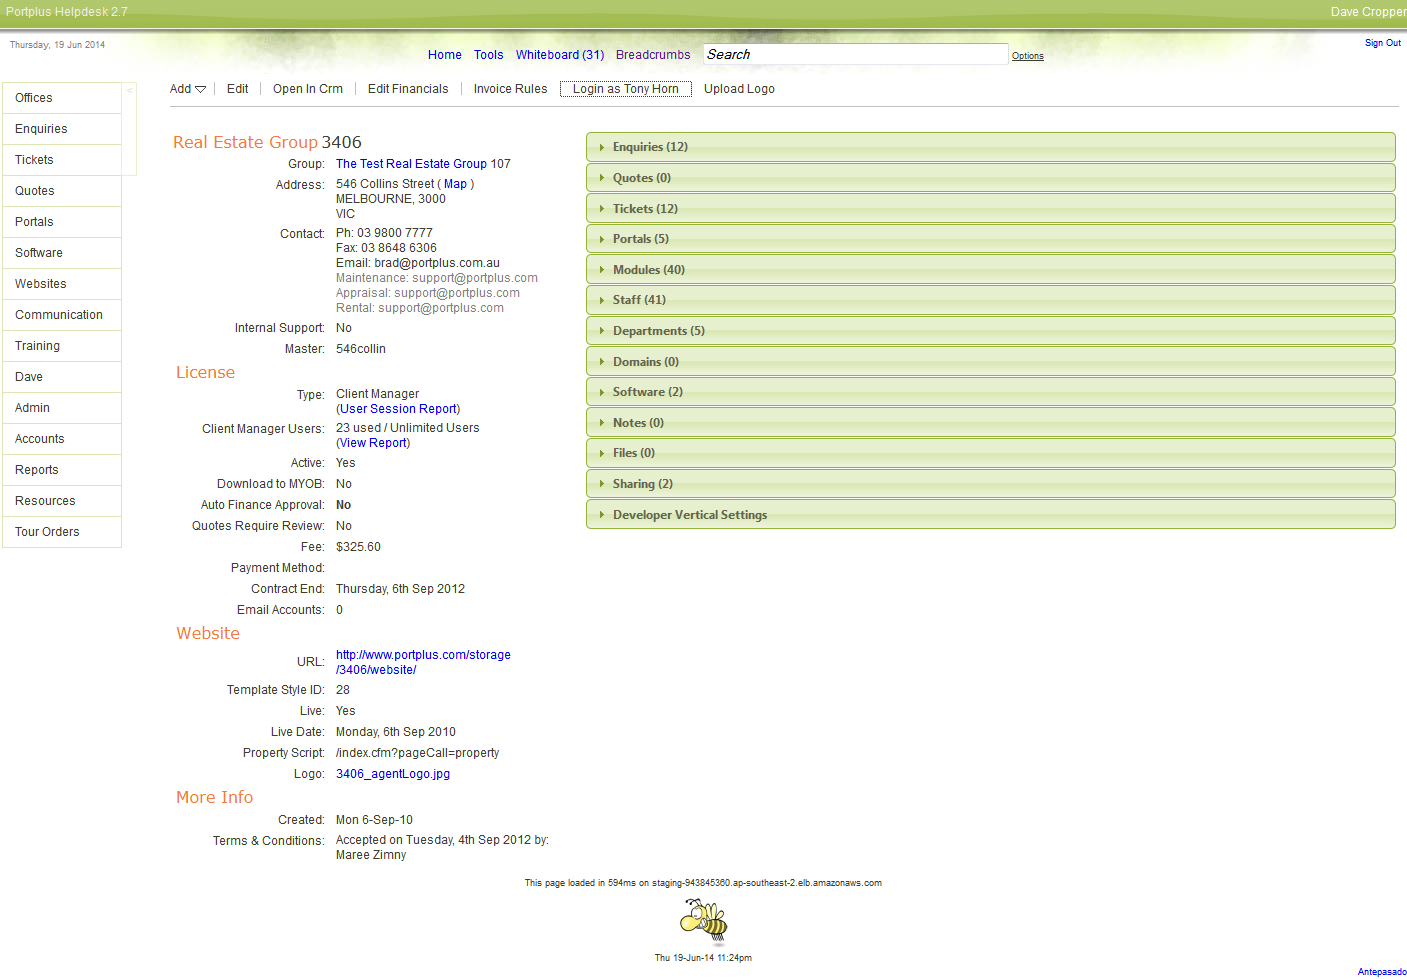 Portplus Helpdesk 2.7
Dave Cropper
Thursday, 19 Jun 2014
Sign Out
Home Tools Whiteboard (31) Breadcrumbs Search Options
Add Edit Open In Crm Edit Financials Invoice Rules Login as Tony Horn Upload Logo
<
Offices
Enquiries
Tickets
Quotes
Portals
Software
Websites
Communication
Training
Dave
Admin
Accounts
Reports
Resources
Tour Orders
Real Estate Group 3406
Group: The Test Real Estate Group 107
Address: 546 Collins Street ( Map )
MELBOURNE, 3000
VIC
Contact: Ph: 03 9800 7777
Fax: 03 8648 6306
Email: brad@portplus.com.au
Maintenance: support@portplus.com
Appraisal: support@portplus.com
Rental: support@portplus.com
Internal Support: No
Master: 546collin
License
Type: Client Manager
(User Session Report)
Client Manager Users: 23 used / Unlimited Users
(View Report)
Active: Yes
Download to MYOB: No
Auto Finance Approval: No
Quotes Require Review: No
Fee: $325.60
Payment Method:
Contract End: Thursday, 6th Sep 2012
Email Accounts: 0
Website
URL: http://www.portplus.com/storage
/3406/website/
Template Style ID: 28
Live: Yes
Live Date: Monday, 6th Sep 2010
Property Script: /index.cfm?pageCall=property
Logo: 3406_agentLogo.jpg
More Info
Created: Mon 6-Sep-10
Terms & Conditions: Accepted on Tuesday, 4th Sep 2012 by:
Maree Zimny
Enquiries (12)
Quotes (0)
Tickets (12)
Portals (5)
Modules (40)
Staff (41)
Departments (5)
Domains (0)
Software (2)
Notes (0)
Files (0)
Sharing (2)
Developer Vertical Settings
This page loaded in 594ms on staging-943845360.ap-southeast-2.elb.amazonaws.com
Thu 19-Jun-14 11:24pm
Antepasado